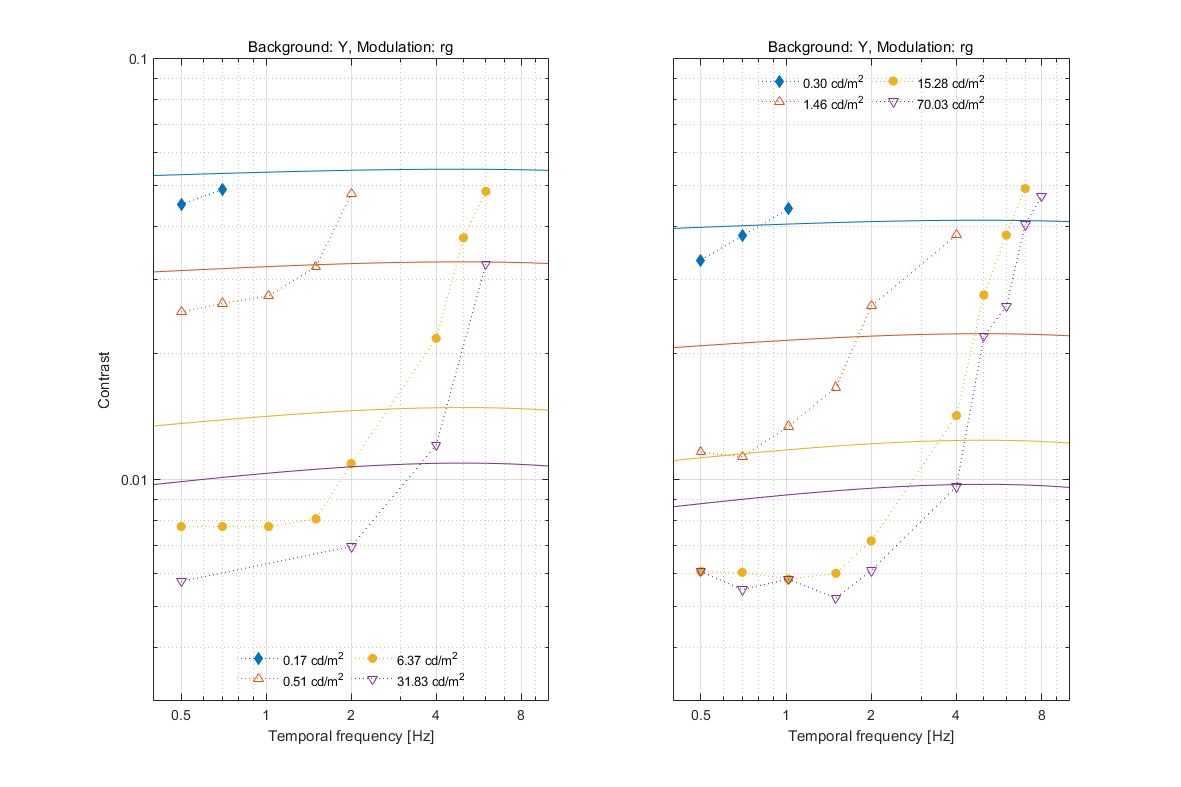 Background: Y, Modulation: rg
0.1
0.01
Contrast
0.17 cd/m²
6.37 cd/m²
0.51 cd/m²
31.83 cd/m²
0.5 1 2 4 8
Temporal frequency [Hz]
Background: Y, Modulation: rg
0.30 cd/m²
15.28 cd/m²
1.46 cd/m²
70.03 cd/m²
0.5 1 2 4 8
Temporal frequency [Hz]